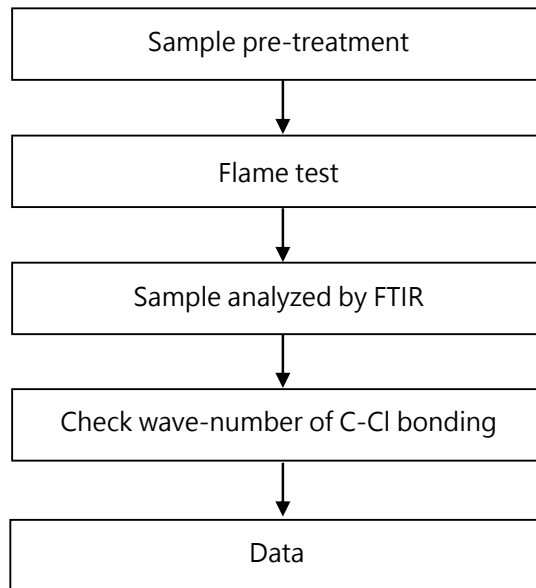 Sample pre-treatment
Flame test
Sample analyzed by FTIR
Check wave-number of C-Cl bonding
Data